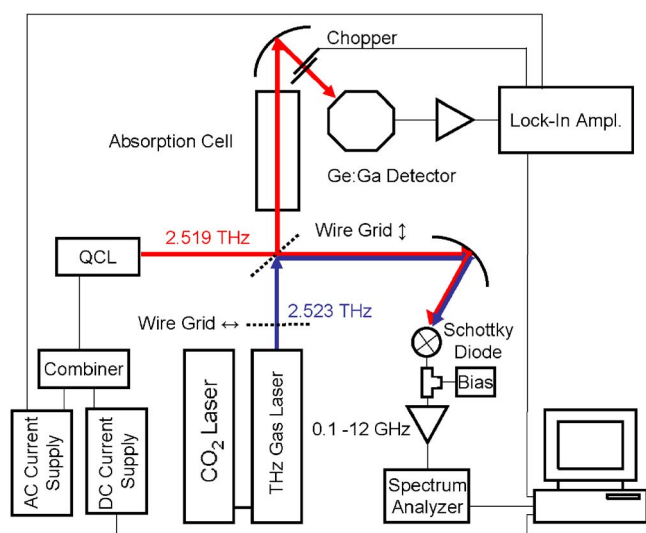 Chopper
Absorption Cell
Lock-In Ampl.
Ge:Ga Detector
Wire Grid ↕
2.519 THz
QCL
2.523 THz
Wire Grid ↔
Schottky
Diode
Bias
Combiner
AC Current
Supply
DC Current
Supply
CO₂ Laser
THz Gas Laser
0.1 -12 GHz
Spectrum
Analyzer